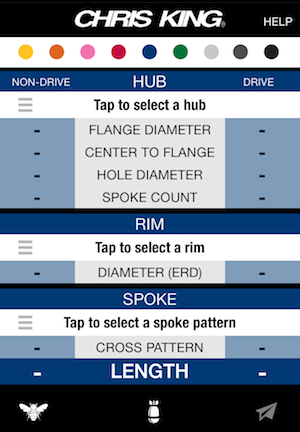 CHRIS KING® HELP
NON-DRIVE HUB DRIVE
Tap to select a hub
- FLANGE DIAMETER -
- CENTER TO FLANGE -
- HOLE DIAMETER -
- SPOKE COUNT -
RIM
Tap to select a rim
- DIAMETER (ERD) -
SPOKE
Tap to select a spoke pattern
- CROSS PATTERN -
- LENGTH -